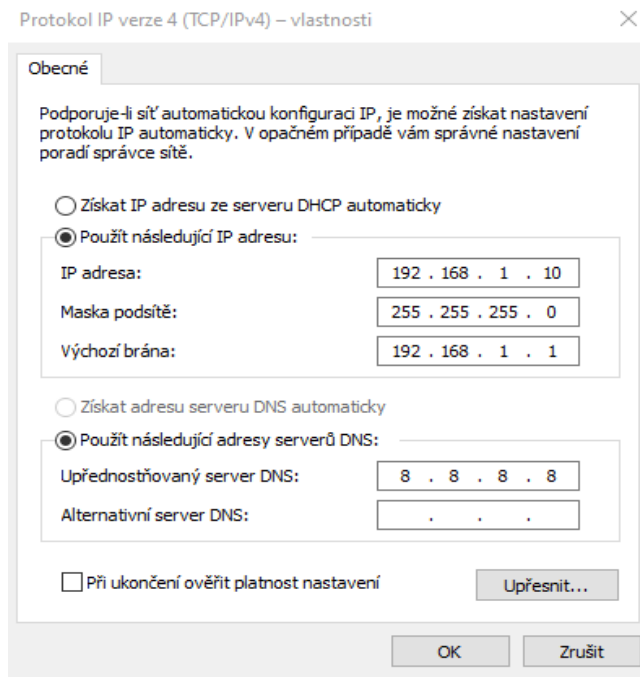 Protokol IP verze 4 (TCP/IPv4) – vlastnosti
Obecné
Podporuje-li síť automatickou konfiguraci IP, je možné získat nastavení
protokolu IP automaticky. V opačném případě vám správné nastavení
poradí správce sítě.
Získat IP adresu ze serveru DHCP automaticky
Použít následující IP adresu:
IP adresa: 192 . 168 . 1 . 10
Maska podsítě: 255 . 255 . 255 . 0
Výchozí brána: 192 . 168 . 1 . 1
Získat adresu serveru DNS automaticky
Použít následující adresy serverů DNS:
Upřednostňovaný server DNS: 8 . 8 . 8 . 8
Alternativní server DNS: . . .
Při ukončení ověřit platnost nastavení Upřesnit...
OK Zrušit